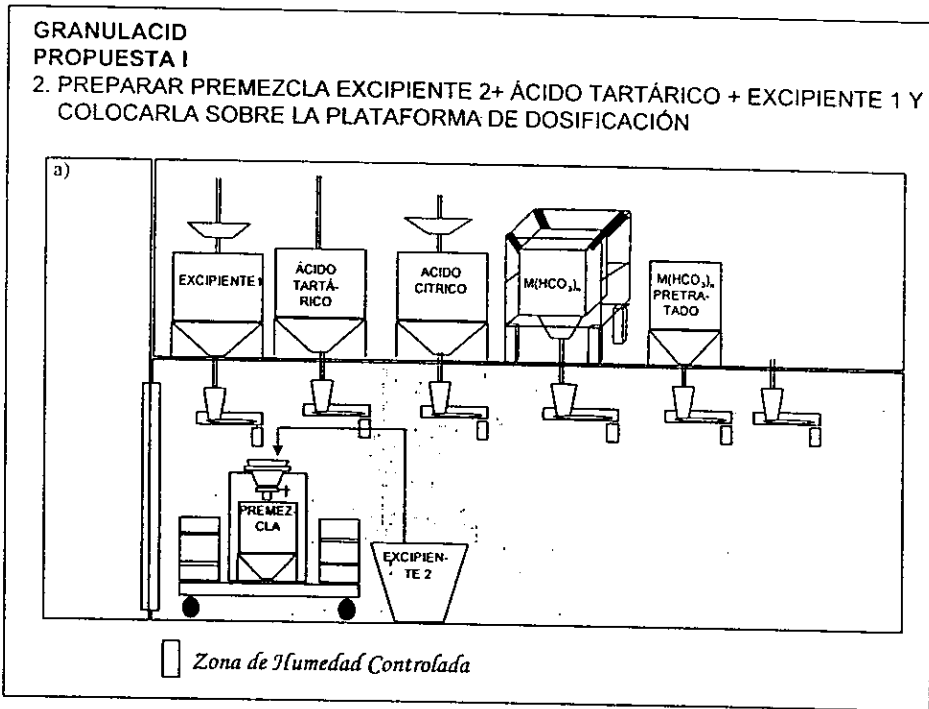 GRANULACID
PROPUESTA I
2. PREPARAR PREMEZCLA EXCIPIENTE 2+ ÁCIDO TARTÁRICO + EXCIPIENTE 1 Y
COLOCARLA SOBRE LA PLATAFORMA DE DOSIFICACIÓN
a)
EXCIPIENTE 1
ÁCIDO
TARTÁ-
RICO
ACIDO
CITRICO
M(HCO₃)ₙ
M(HCO₃)ₙ
PRETRA-
TADO
PREMEZ-
CLA
EXCIPIEN-
TE 2
Zona de Humedad Controlada